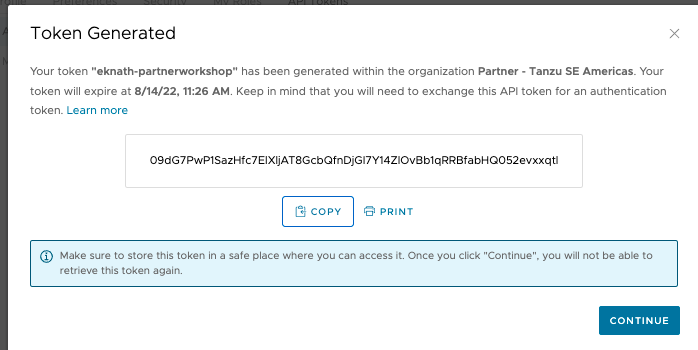 Preferences Security My Roles API Tokens
Token Generated
Your token "eknath-partnerworkshop" has been generated within the organization Partner - Tanzu SE Americas. Your
token will expire at 8/14/22, 11:26 AM. Keep in mind that you will need to exchange this API token for an authentication
token. Learn more
09dG7PwP1SazHfc7ElXljAT8GcbQfnDjGl7Y14ZlOvBb1qRRBfabHQ052evxxqtl
COPY PRINT
Make sure to store this token in a safe place where you can access it. Once you click "Continue", you will not be able to
retrieve this token again.
CONTINUE